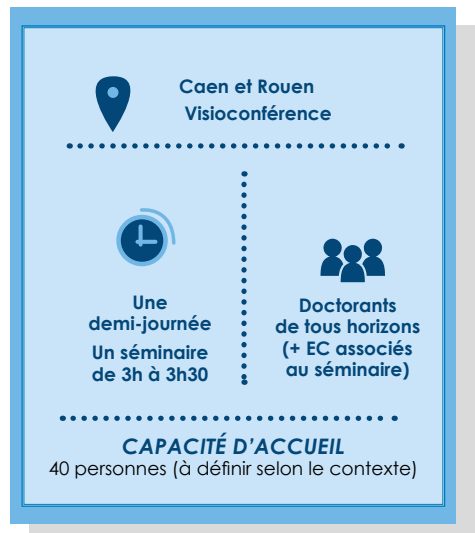 Caen et Rouen
Visioconférence
Une
demi-journée
Un séminaire
de 3h à 3h30
Doctorants
de tous horizons
(+ EC associés
au séminaire)
CAPACITÉ D’ACCUEIL
40 personnes (à définir selon le contexte)